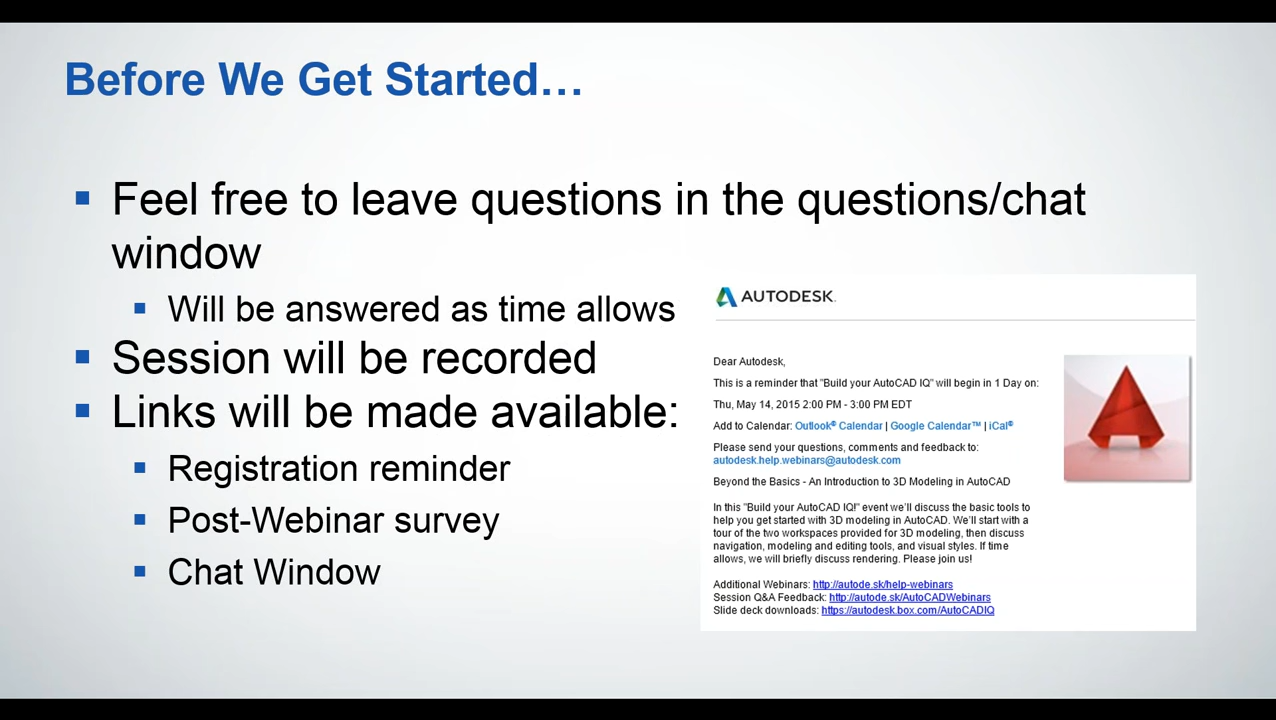 Before We Get Started…
Feel free to leave questions in the questions/chat
window
Will be answered as time allows
Session will be recorded
Links will be made available:
Registration reminder
Post-Webinar survey
Chat Window
AUTODESK.
Dear Autodesk,
This is a reminder that "Build your AutoCAD IQ" will begin in 1 Day on:
Thu, May 14, 2015 2:00 PM - 3:00 PM EDT
Add to Calendar: Outlook® Calendar | Google Calendar™ | iCal®
Please send your questions, comments and feedback to:
autodesk.help.webinars@autodesk.com
Beyond the Basics - An Introduction to 3D Modeling in AutoCAD
In this "Build your AutoCAD IQ!" event we'll discuss the basic tools to
help you get started with 3D modeling in AutoCAD. We'll start with a
tour of the two workspaces provided for 3D modeling, then discuss
navigation, modeling and editing tools, and visual styles. If time
allows, we will briefly discuss rendering. Please join us!
Additional Webinars: http://autode.sk/help-webinars
Session Q&A Feedback: http://autode.sk/AutoCADWebinars
Slide deck downloads: https://autodesk.box.com/AutoCADIQ